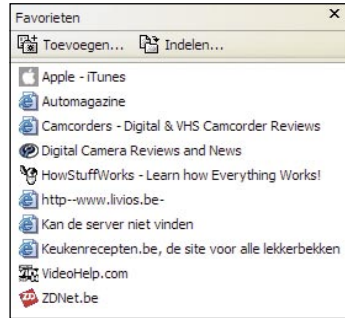 Favorieten
Toevoegen... Indelen...
Apple - iTunes
Automagazine
Camcorders - Digital & VHS Camcorder Reviews
Digital Camera Reviews and News
HowStuffWorks - Learn how Everything Works!
http--www.livios.be-
Kan de server niet vinden
Keukenrecepten.be, de site voor alle lekkerbekken
VideoHelp.com
ZDNet.be